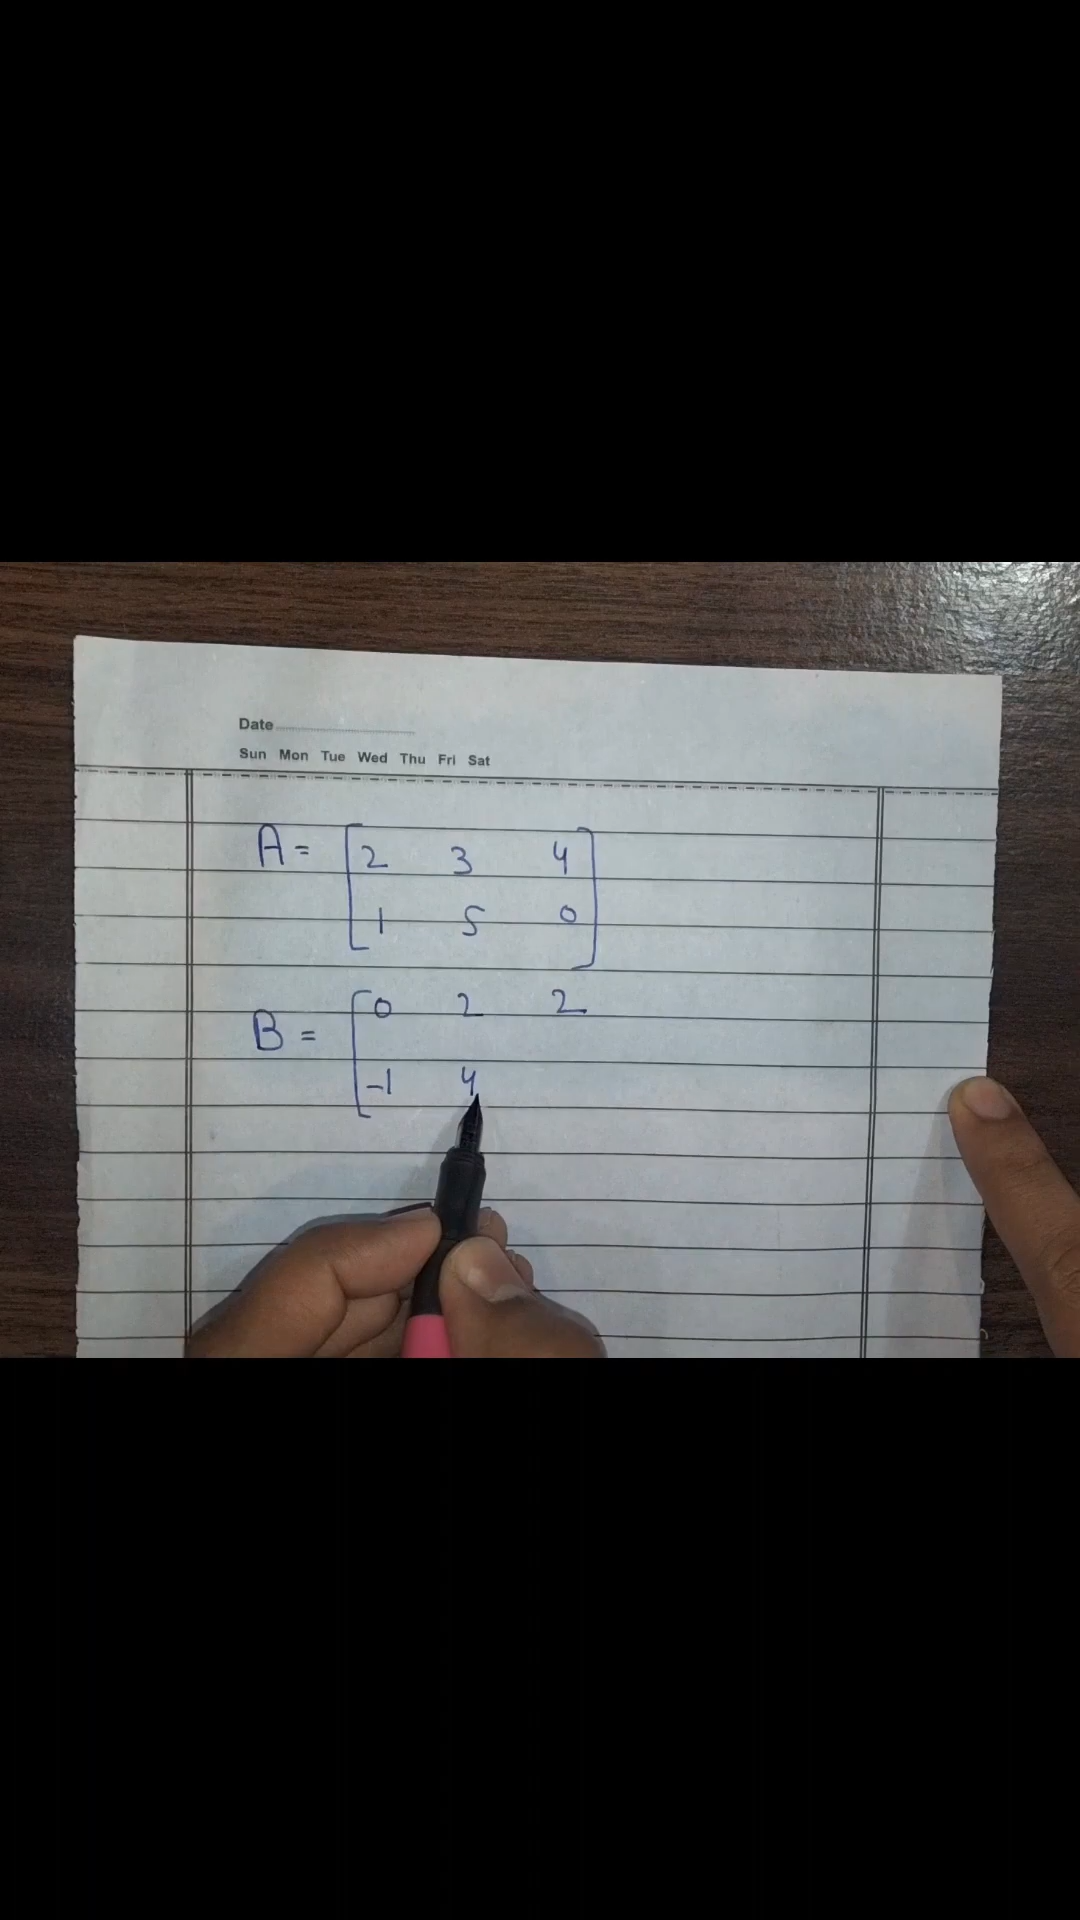 Date
Sun Mon Tue Wed Thu Fri Sat
A = [ 2 3 4
1 5 0 ]
B = [ 0 2 2
-1 4